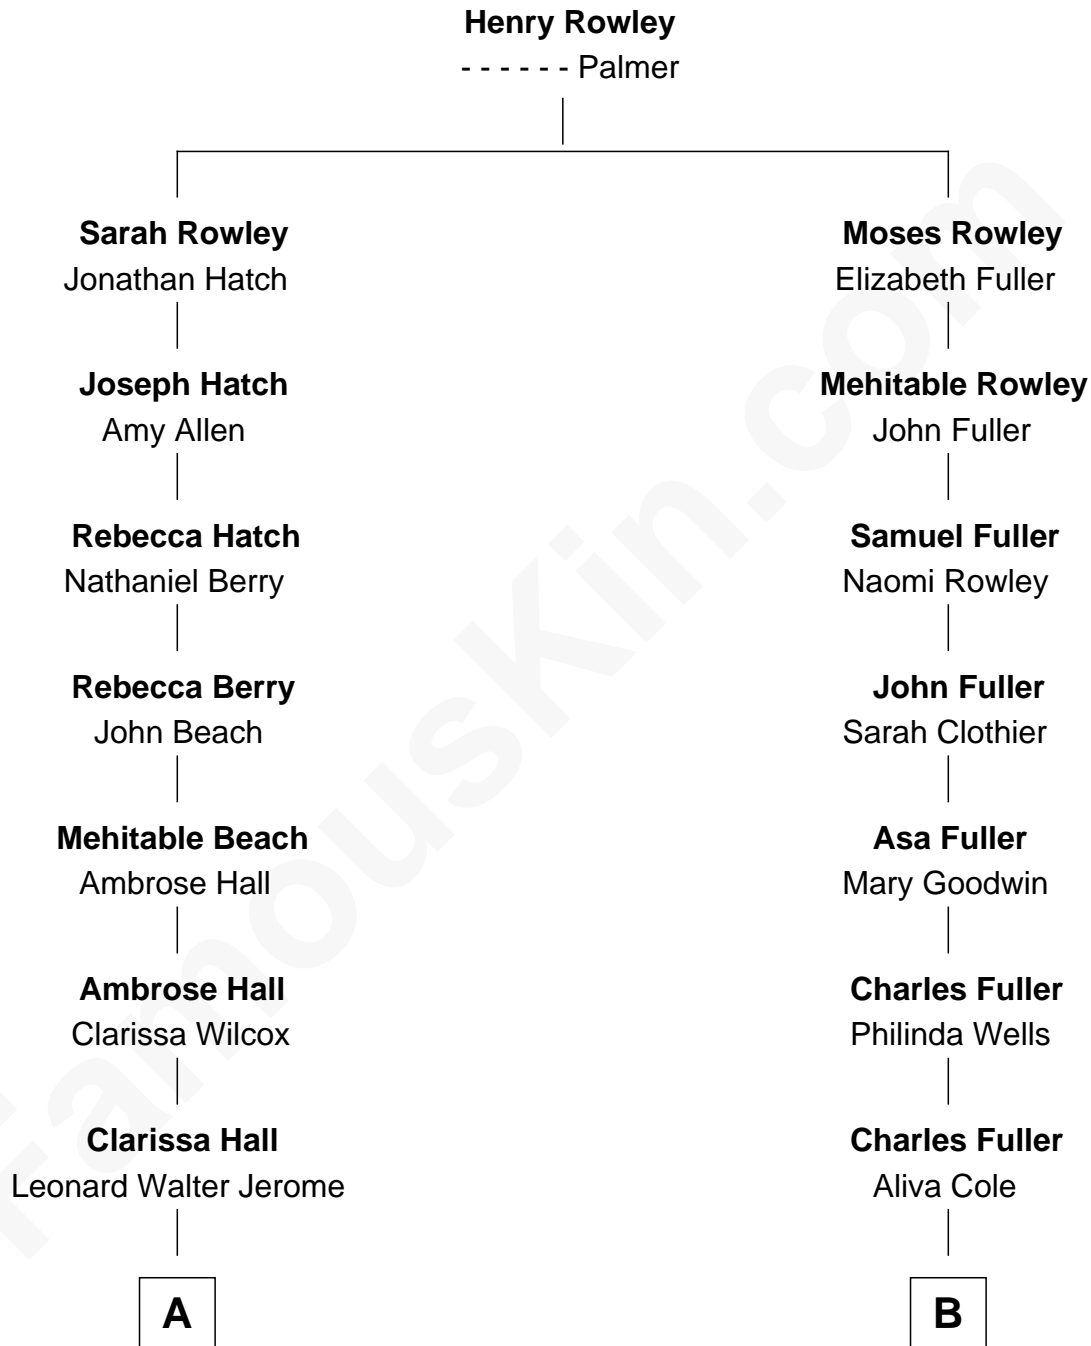 Henry Rowley
- - - - - - Palmer
Sarah Rowley
Jonathan Hatch
Moses Rowley
Elizabeth Fuller
Joseph Hatch
Amy Allen
Mehitable Rowley
John Fuller
Rebecca Hatch
Nathaniel Berry
Samuel Fuller
Naomi Rowley
Rebecca Berry
John Beach
John Fuller
Sarah Clothier
Mehitable Beach
Ambrose Hall
Asa Fuller
Mary Goodwin
Ambrose Hall
Clarissa Wilcox
Charles Fuller
Philinda Wells
Clarissa Hall
Leonard Walter Jerome
Charles Fuller
Aliva Cole
A
B
FamousKin.com